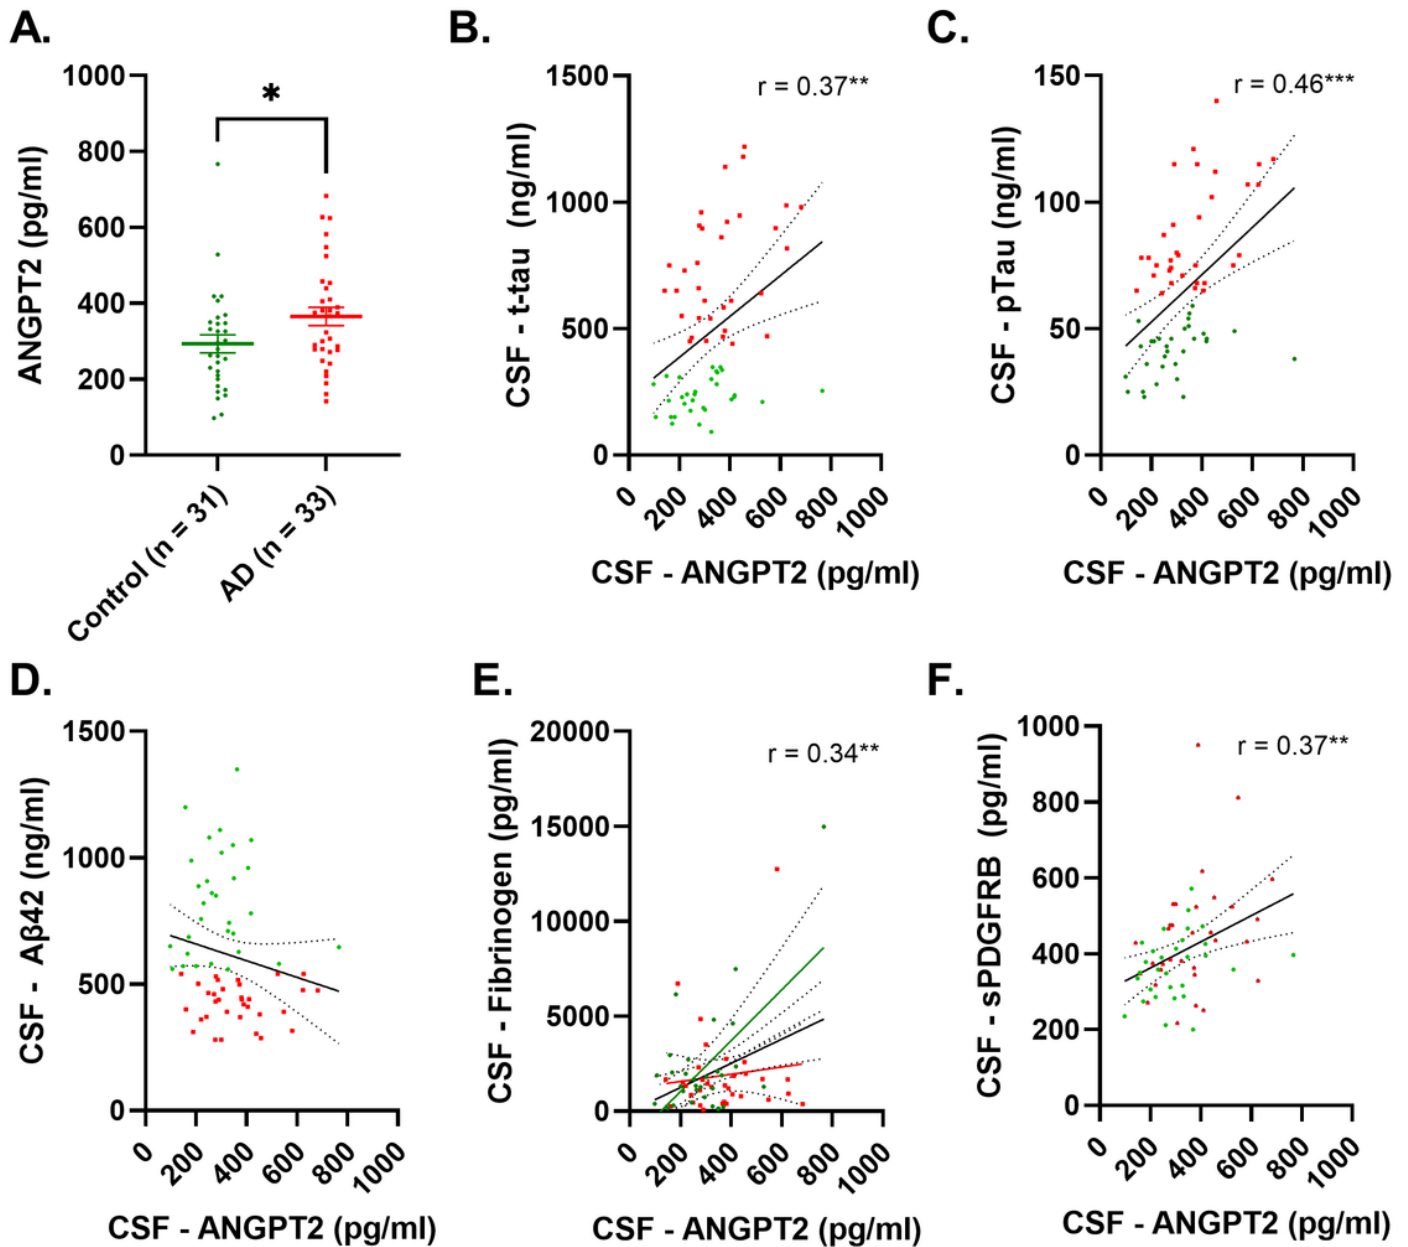 A.
ANGPT2 (pg/ml)
1000
800
600
400
200
0
*
Control (n = 31)
AD (n = 33)
B.
CSF - t-tau (ng/ml)
1500
1000
500
0
r = 0.37**
0 200 400 600 800 1000
CSF - ANGPT2 (pg/ml)
C.
CSF - pTau (ng/ml)
150
100
50
0
r = 0.46***
0 200 400 600 800 1000
CSF - ANGPT2 (pg/ml)
D.
CSF - Aβ42 (ng/ml)
1500
1000
500
0
0 200 400 600 800 1000
CSF - ANGPT2 (pg/ml)
E.
CSF - Fibrinogen (pg/ml)
20000
15000
10000
5000
0
r = 0.34**
0 200 400 600 800 1000
CSF - ANGPT2 (pg/ml)
F.
CSF - sPDGFRB (pg/ml)
1000
800
600
400
200
0
r = 0.37**
0 200 400 600 800 1000
CSF - ANGPT2 (pg/ml)